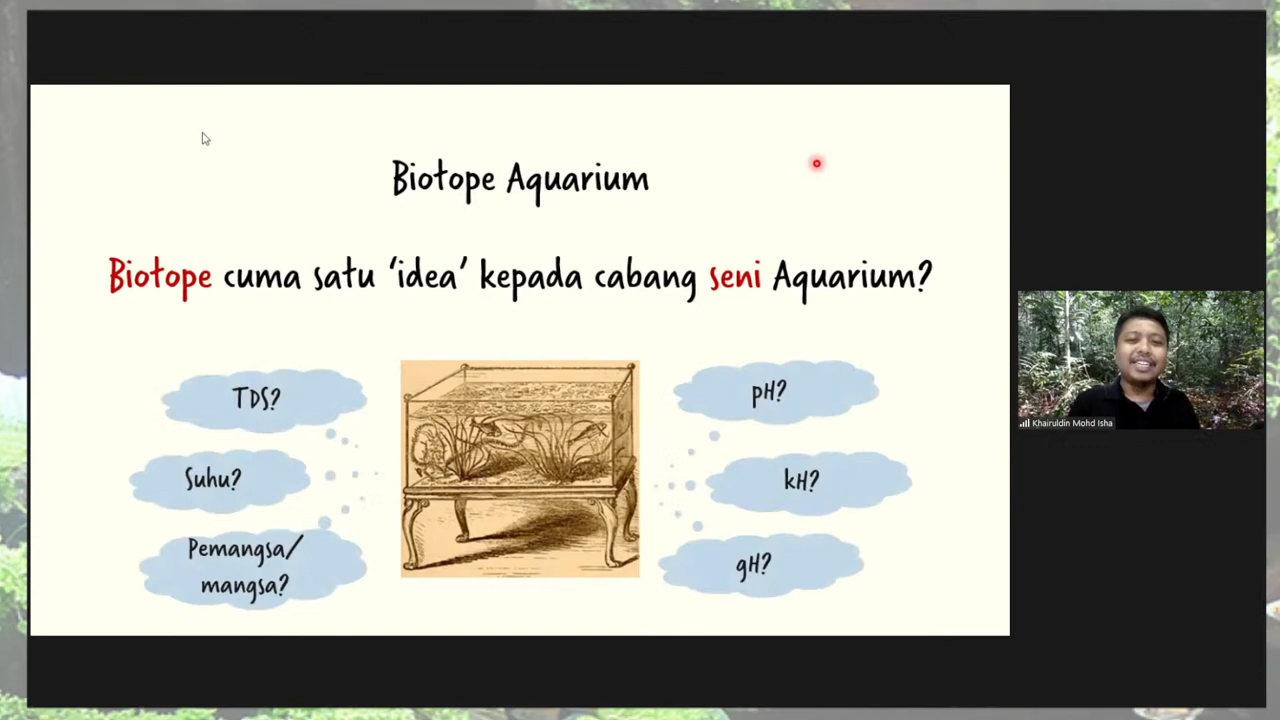 Biotope Aquarium
Biotope cuma satu ‘idea’ kepada cabang seni Aquarium?
TDS?
Suhu?
Pemangsa/
mangsa?
pH?
kH?
gH?
Khairuldin Mohd Isha